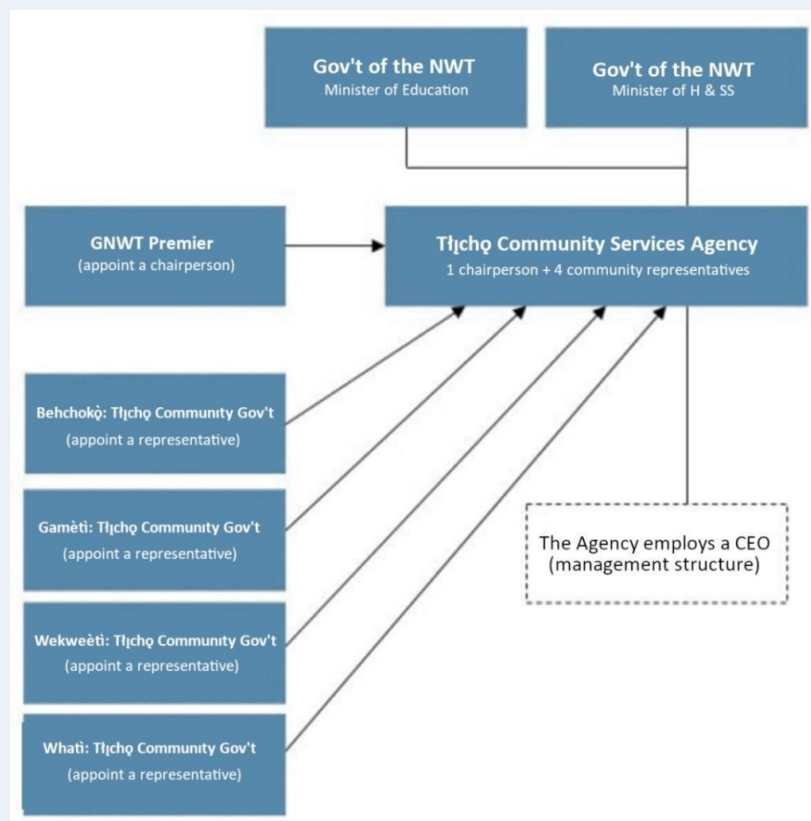 Gov't of the NWT
Minister of Education
Gov't of the NWT
Minister of H & SS
GNWT Premier
(appoint a chairperson)
Tłı̨chǫ Community Services Agency
1 chairperson + 4 community representatives
Behchokǫ̀: Tłı̨chǫ Community Gov't
(appoint a representative)
Gamètì: Tłı̨chǫ Community Gov't
(appoint a representative)
Wekweètì: Tłı̨chǫ Community Gov't
(appoint a representative)
Whatì: Tłı̨chǫ Community Gov't
(appoint a representative)
The Agency employs a CEO
(management structure)